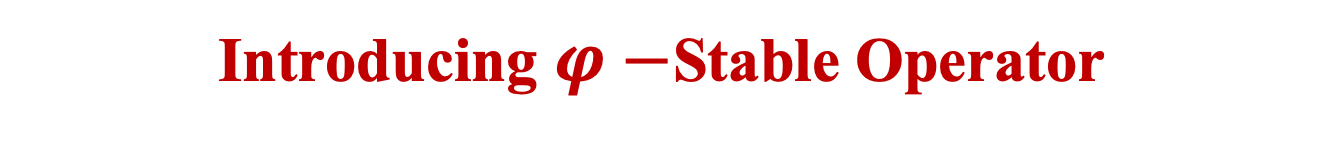 Introducing 𝝋 −Stable Operator